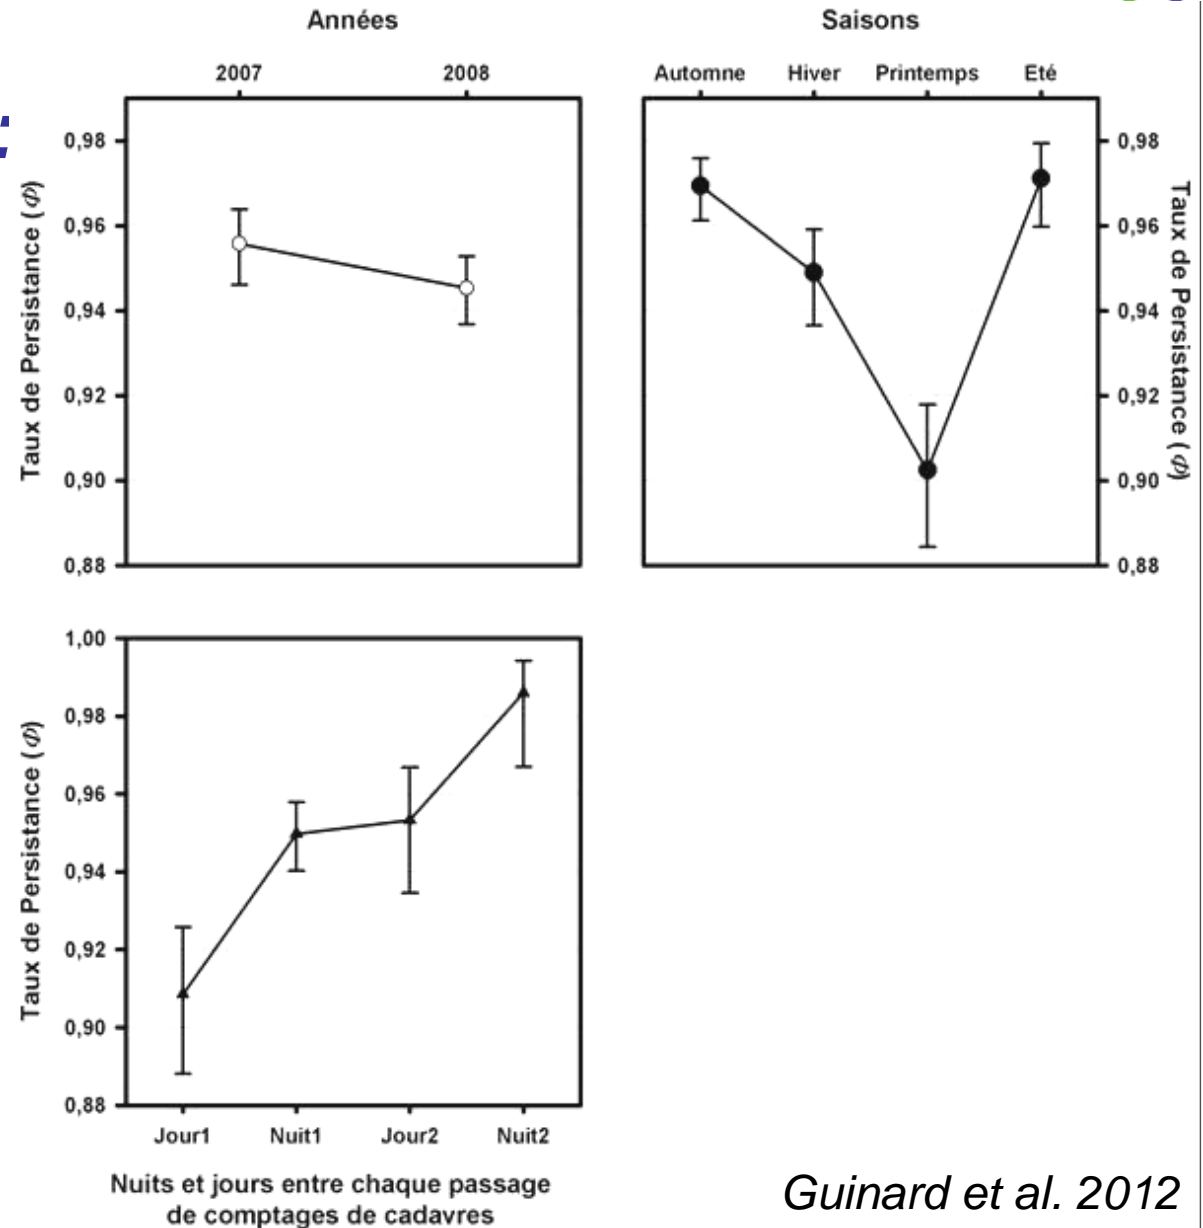 Années
2007 2008
0,98
0,96
0,94
0,92
0,90
0,88
Taux de Persistance (Φ)
Saisons
Automne Hiver Printemps Eté
0,98
0,96
0,94
0,92
0,90
0,88
Taux de Persistance (Φ)
1,00
0,98
0,96
0,94
0,92
0,90
0,88
Taux de Persistance (Φ)
Jour1 Nuit1 Jour2 Nuit2
Nuits et jours entre chaque passage
de comptages de cadavres
Guinard et al. 2012